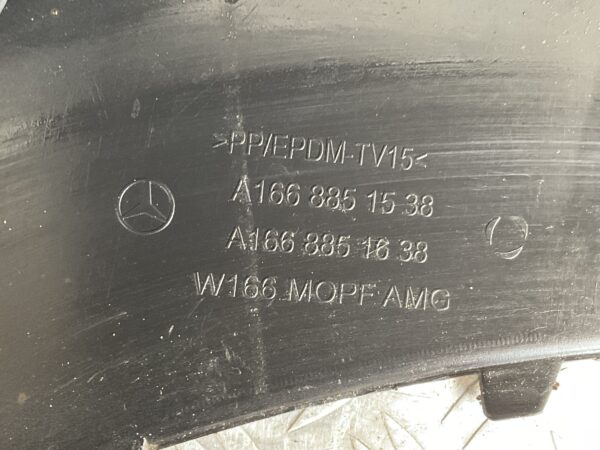 >PP/EPDM-TV15<
A166 885 15 38
A166 885 16 38
W166 MOPF AMG